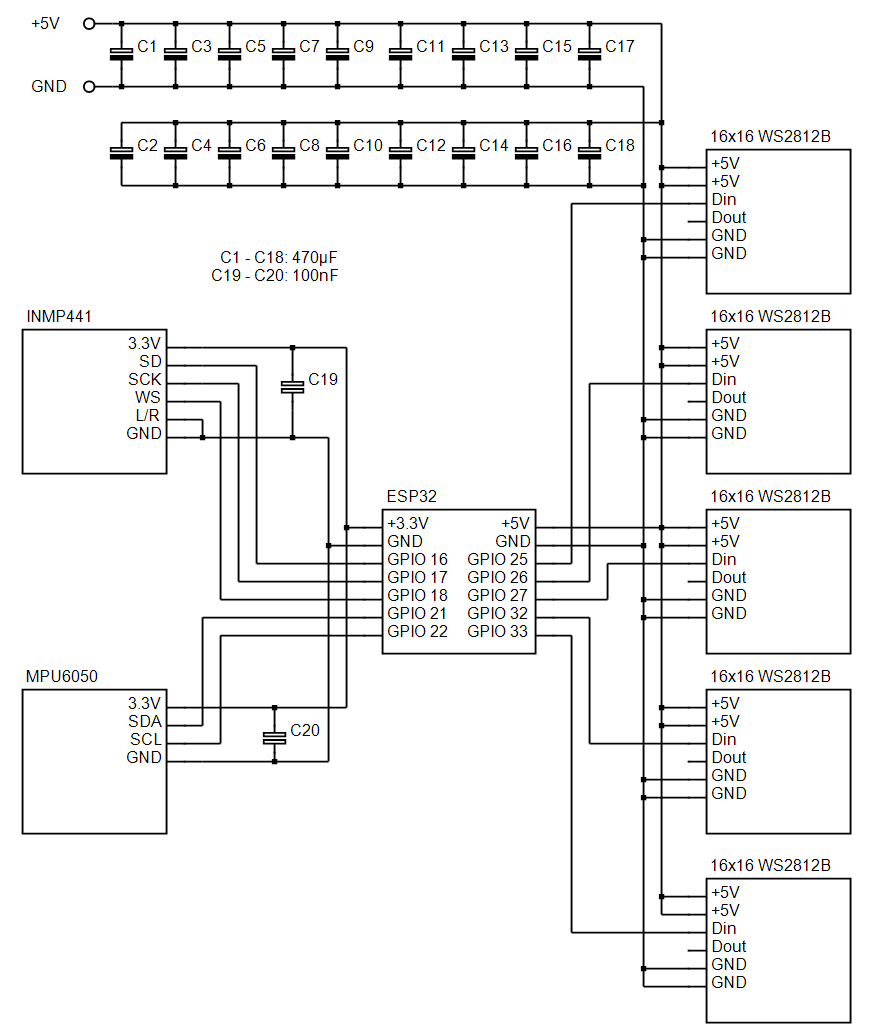 +5V
C1 C3 C5 C7 C9 C11 C13 C15 C17
GND
C2 C4 C6 C8 C10 C12 C14 C16 C18
C1 - C18: 470µF
C19 - C20: 100nF
16x16 WS2812B
+5V
+5V
Din
Dout
GND
GND
INMP441
3.3V
SD
SCK
WS
L/R
GND
C19
16x16 WS2812B
+5V
+5V
Din
Dout
GND
GND
ESP32
+3.3V +5V
GND GND
GPIO 16 GPIO 25
GPIO 17 GPIO 26
GPIO 18 GPIO 27
GPIO 21 GPIO 32
GPIO 22 GPIO 33
16x16 WS2812B
+5V
+5V
Din
Dout
GND
GND
MPU6050
3.3V
SDA
SCL
GND
C20
16x16 WS2812B
+5V
+5V
Din
Dout
GND
GND
16x16 WS2812B
+5V
+5V
Din
Dout
GND
GND